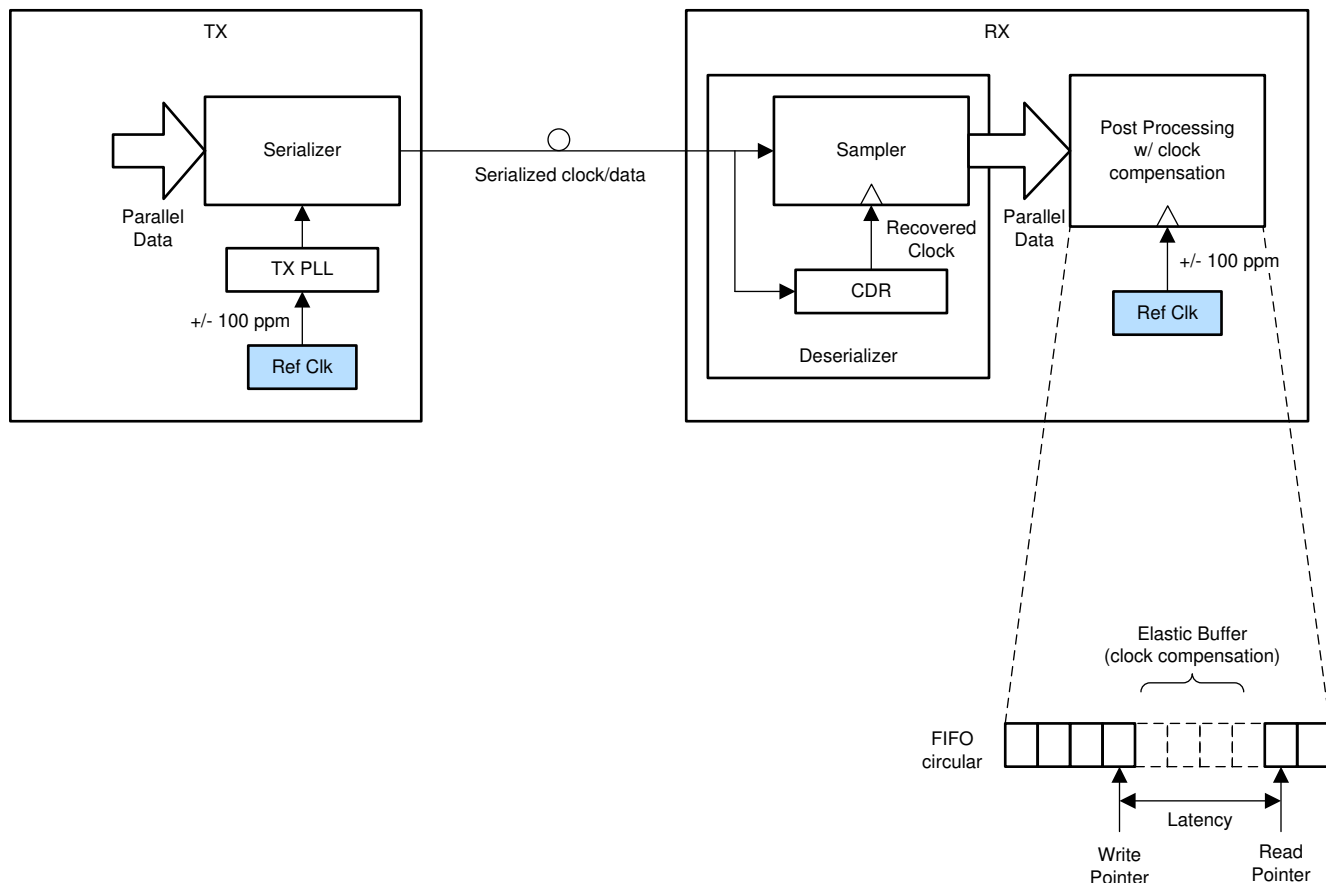 TX
Serializer
Parallel
Data
TX PLL
+/- 100 ppm
Ref Clk
Serialized clock/data
RX
Sampler
Recovered
Clock
CDR
Deserializer
Parallel
Data
Post Processing
w/ clock
compensation
+/- 100 ppm
Ref Clk
Elastic Buffer
(clock compensation)
FIFO
circular
Latency
Write
Pointer
Read
Pointer